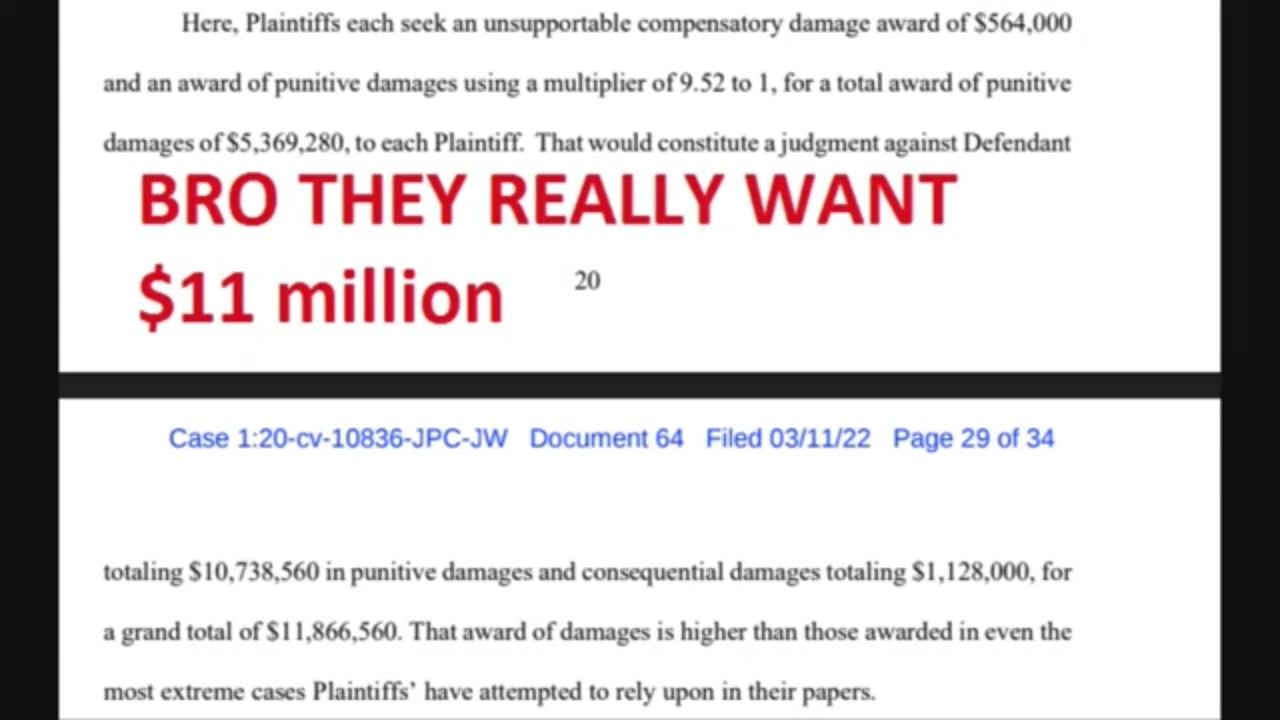 Here, Plaintiffs each seek an unsupportable compensatory damage award of $564,000
and an award of punitive damages using a multiplier of 9.52 to 1, for a total award of punitive
damages of $5,369,280, to each Plaintiff. That would constitute a judgment against Defendant
BRO THEY REALLY WANT
$11 million
20
Case 1:20-cv-10836-JPC-JW Document 64 Filed 03/11/22 Page 29 of 34
totaling $10,738,560 in punitive damages and consequential damages totaling $1,128,000, for
a grand total of $11,866,560. That award of damages is higher than those awarded in even the
most extreme cases Plaintiffs’ have attempted to rely upon in their papers.